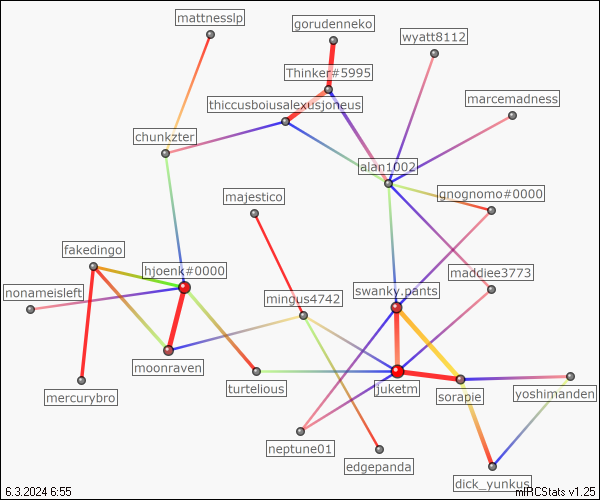 mattnesslp
gorudenneko
wyatt8112
Thinker#5995
marcemadness
thiccusboiusalexusjoneus
chunkzter
alan1002
majestico
gnognomo#0000
fakedingo
hjoenk#0000
maddiee3773
nonameisleft
mingus4742
swanky.pants
moonraven
mercurybro
turtelious
juketm
sorapie
yoshimanden
neptune01
edgepanda
dick_yunkus
6.3.2024 6:55
mIRCStats v1.25